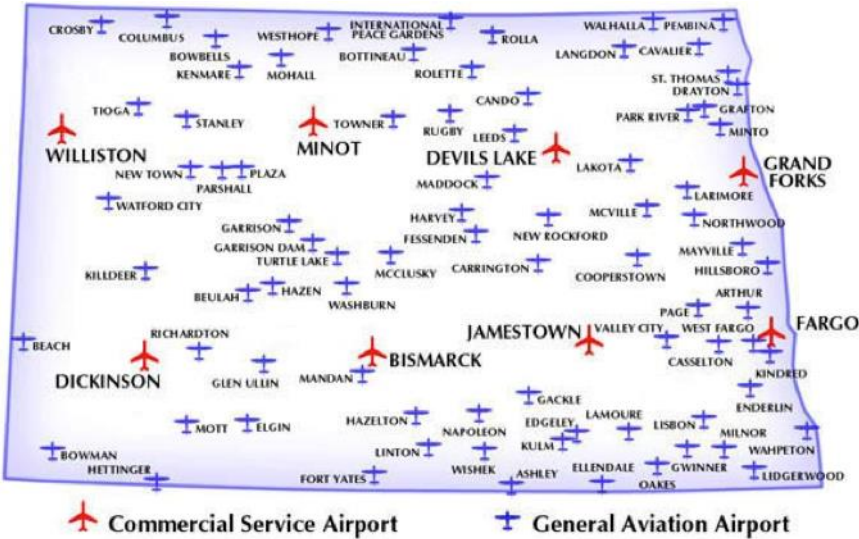 CROSBY
COLUMBUS
BOWBELLS
KENMARE
WESTHOPE
MOHALL
INTERNATIONAL
PEACE GARDENS
BOTTINEAU
ROLETTE
ROLLA
WALHALLA
PEMBINA
LANGDON
CAVALIER
ST. THOMAS
DRAYTON
TIOGA
STANLEY
WILLISTON
MINOT
TOWNER
RUGBY
CANDO
LEEDS
DEVILS LAKE
PARK RIVER
GRAFTON
MINTO
LAKOTA
GRAND
FORKS
NEW TOWN
PARSHALL
PLAZA
WATFORD CITY
MADDOCK
LARIMORE
GARRISON
GARRISON DAM
TURTLE LAKE
HARVEY
FESSENDEN
NEW ROCKFORD
MCVILLE
NORTHWOOD
KILLDEER
MCCLUSKY
CARRINGTON
COOPERSTOWN
MAYVILLE
HILLSBORO
BEULAH
HAZEN
WASHBURN
ARTHUR
PAGE
BEACH
RICHARDTON
DICKINSON
GLEN ULLIN
MANDAN
BISMARCK
JAMESTOWN
VALLEY CITY
WEST FARGO
FARGO
CASSELTON
KINDRED
ENDERLIN
MOTT
ELGIN
HAZELTON
NAPOLEON
GACKLE
EDGELEY
LAMOURE
KULM
LISBON
MILNOR
WAHPETON
BOWMAN
HETTINGER
LINTON
WISHEK
FORT YATES
ASHLEY
ELLENDALE
OAKES
GWINNER
LIDGERWOOD
Commercial Service Airport
General Aviation Airport